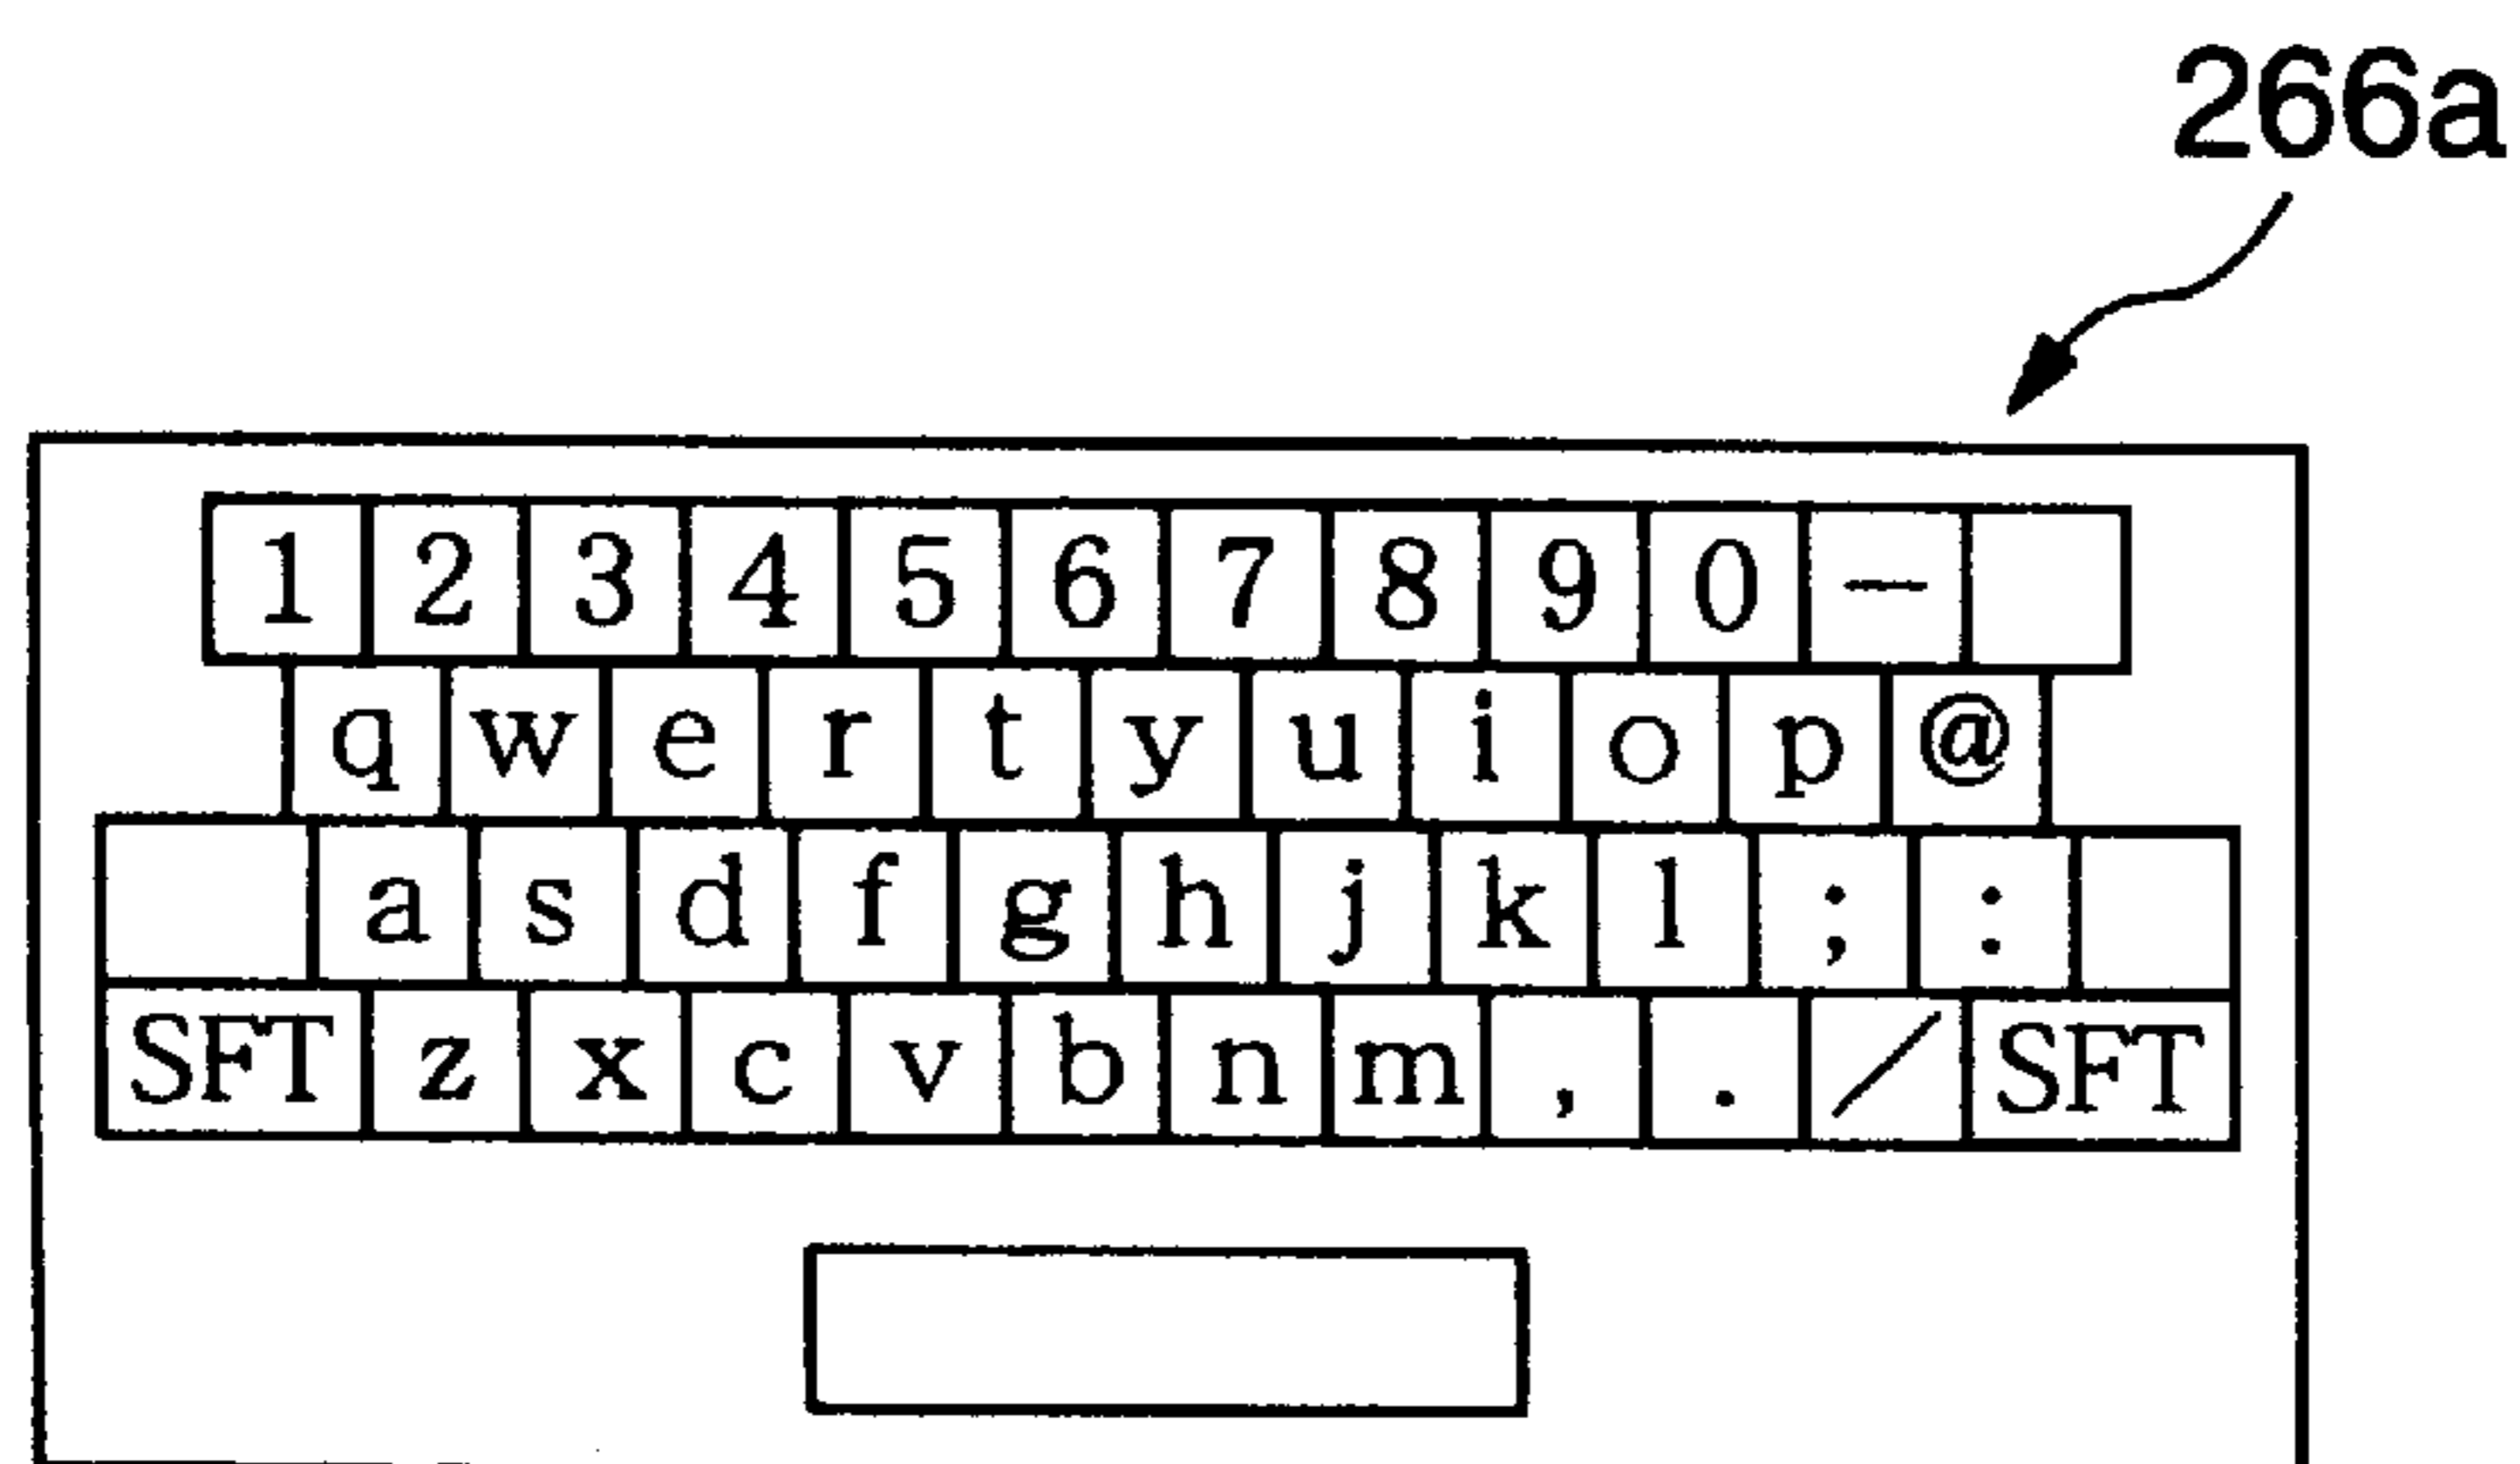 266a
1 2 3 4 5 6 7 8 9 0 —
q w e r t y u i o p @
a s d f g h j k l ; :
SFT z x c v b n m , . / SFT